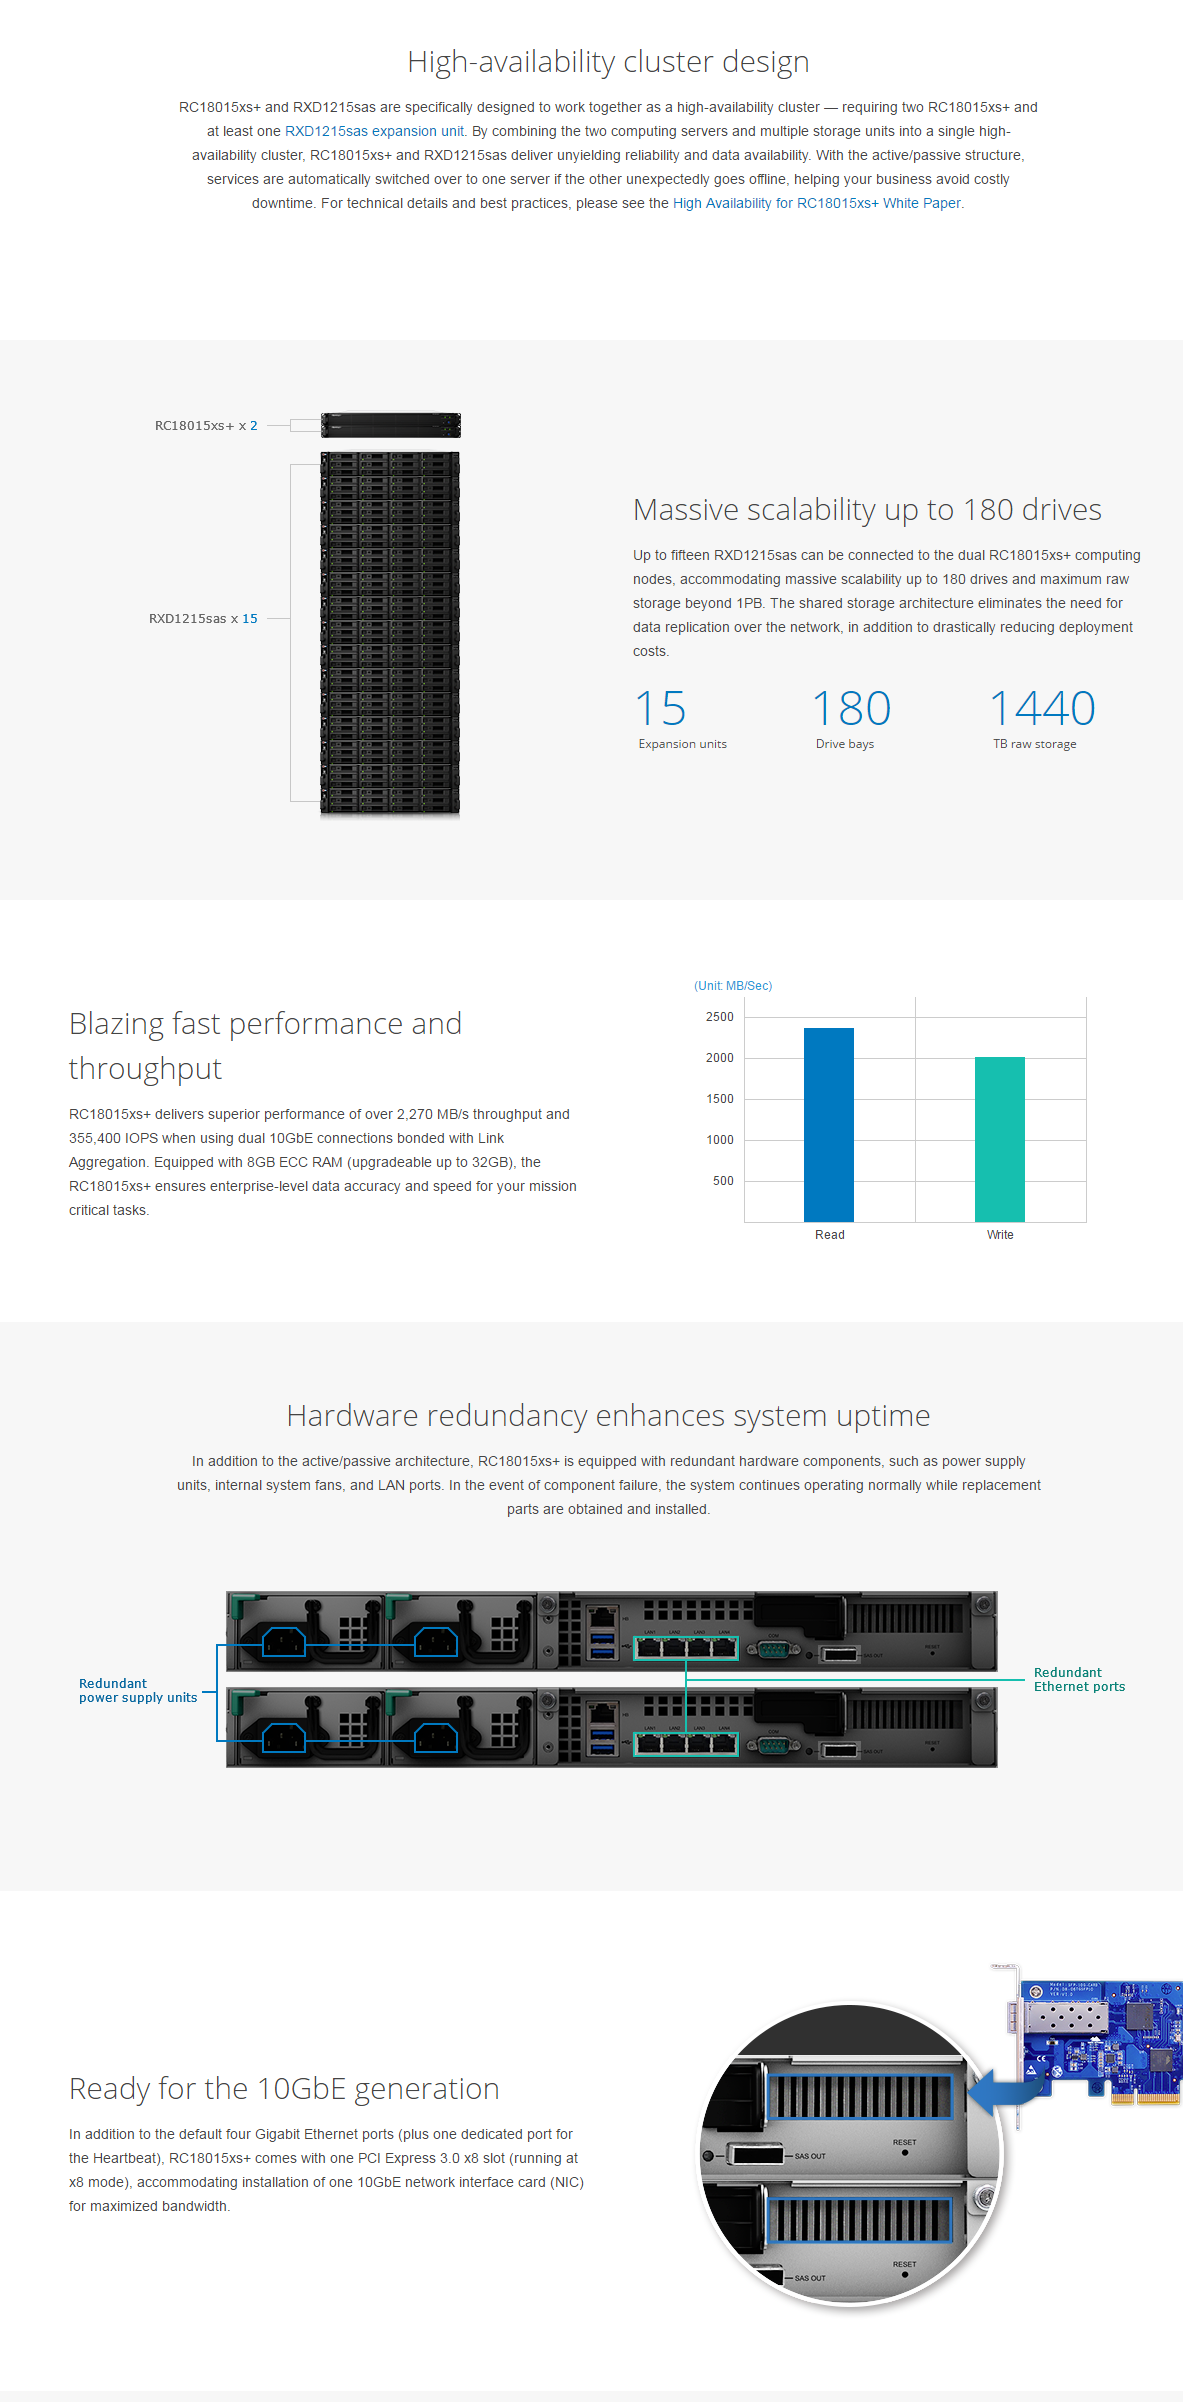 High-availability cluster design
RC18015xs+ and RXD1215sas are specifically designed to work together as a high-availability cluster — requiring two RC18015xs+ and
at least one RXD1215sas expansion unit. By combining the two computing servers and multiple storage units into a single high-
availability cluster, RC18015xs+ and RXD1215sas deliver unyielding reliability and data availability. With the active/passive structure,
services are automatically switched over to one server if the other unexpectedly goes offline, helping your business avoid costly
downtime. For technical details and best practices, please see the High Availability for RC18015xs+ White Paper.
RC18015xs+ x 2
RXD1215sas x 15
Massive scalability up to 180 drives
Up to fifteen RXD1215sas can be connected to the dual RC18015xs+ computing
nodes, accommodating massive scalability up to 180 drives and maximum raw
storage beyond 1PB. The shared storage architecture eliminates the need for
data replication over the network, in addition to drastically reducing deployment
costs.
15 180 1440
Expansion units Drive bays TB raw storage
Blazing fast performance and
throughput
RC18015xs+ delivers superior performance of over 2,270 MB/s throughput and
355,400 IOPS when using dual 10GbE connections bonded with Link
Aggregation. Equipped with 8GB ECC RAM (upgradeable up to 32GB), the
RC18015xs+ ensures enterprise-level data accuracy and speed for your mission
critical tasks.
(Unit: MB/Sec)
2500
2000
1500
1000
500
Read Write
Hardware redundancy enhances system uptime
In addition to the active/passive architecture, RC18015xs+ is equipped with redundant hardware components, such as power supply
units, internal system fans, and LAN ports. In the event of component failure, the system continues operating normally while replacement
parts are obtained and installed.
LAN1 LAN2 LAN3 LAN4
COM
SAS OUT
RESET
Redundant
power supply units
Redundant
Ethernet ports
LAN1 LAN2 LAN3 LAN4
COM
SAS OUT
RESET
Ready for the 10GbE generation
In addition to the default four Gigabit Ethernet ports (plus one dedicated port for
the Heartbeat), RC18015xs+ comes with one PCI Express 3.0 x8 slot (running at
x8 mode), accommodating installation of one 10GbE network interface card (NIC)
for maximized bandwidth.
RESET
SAS OUT
RESET
SAS OUT